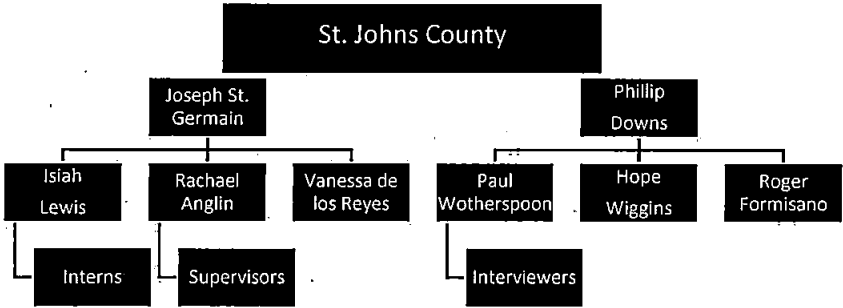 St. Johns County
Joseph St.
Germain
Phillip
Downs
Isiah
Lewis
Rachael
Anglin
Vanessa de
los Reyes
Paul
Wotherspoon
Hope
Wiggins
Roger
Formisano
Interns
Supervisors
Interviewers